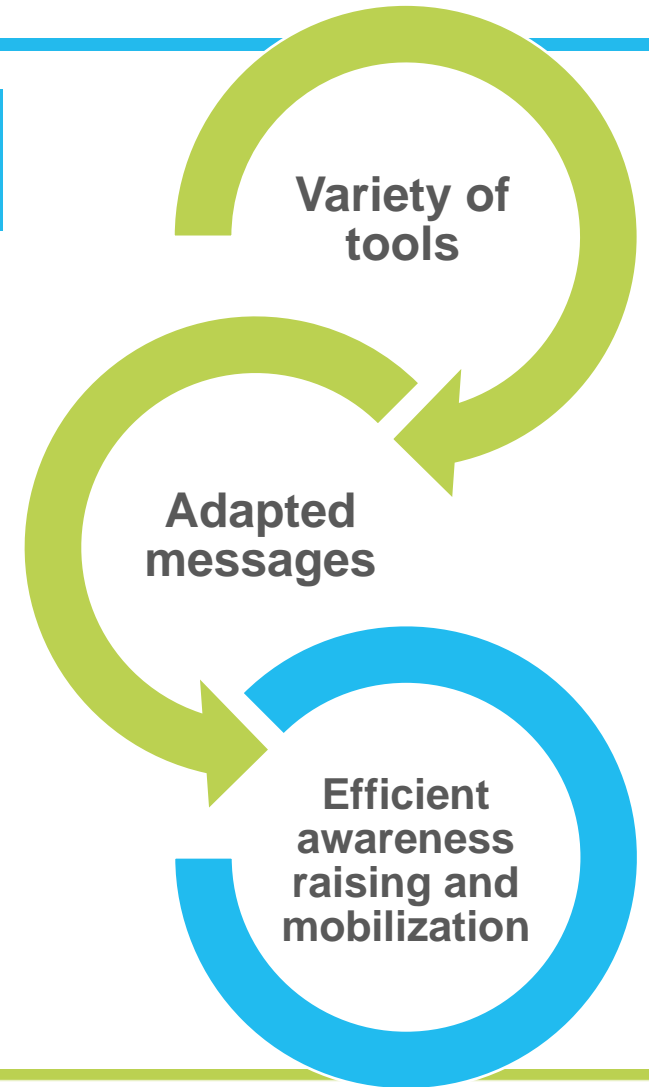 Variety of
tools
Adapted
messages
Efficient
awareness
raising and
mobilization